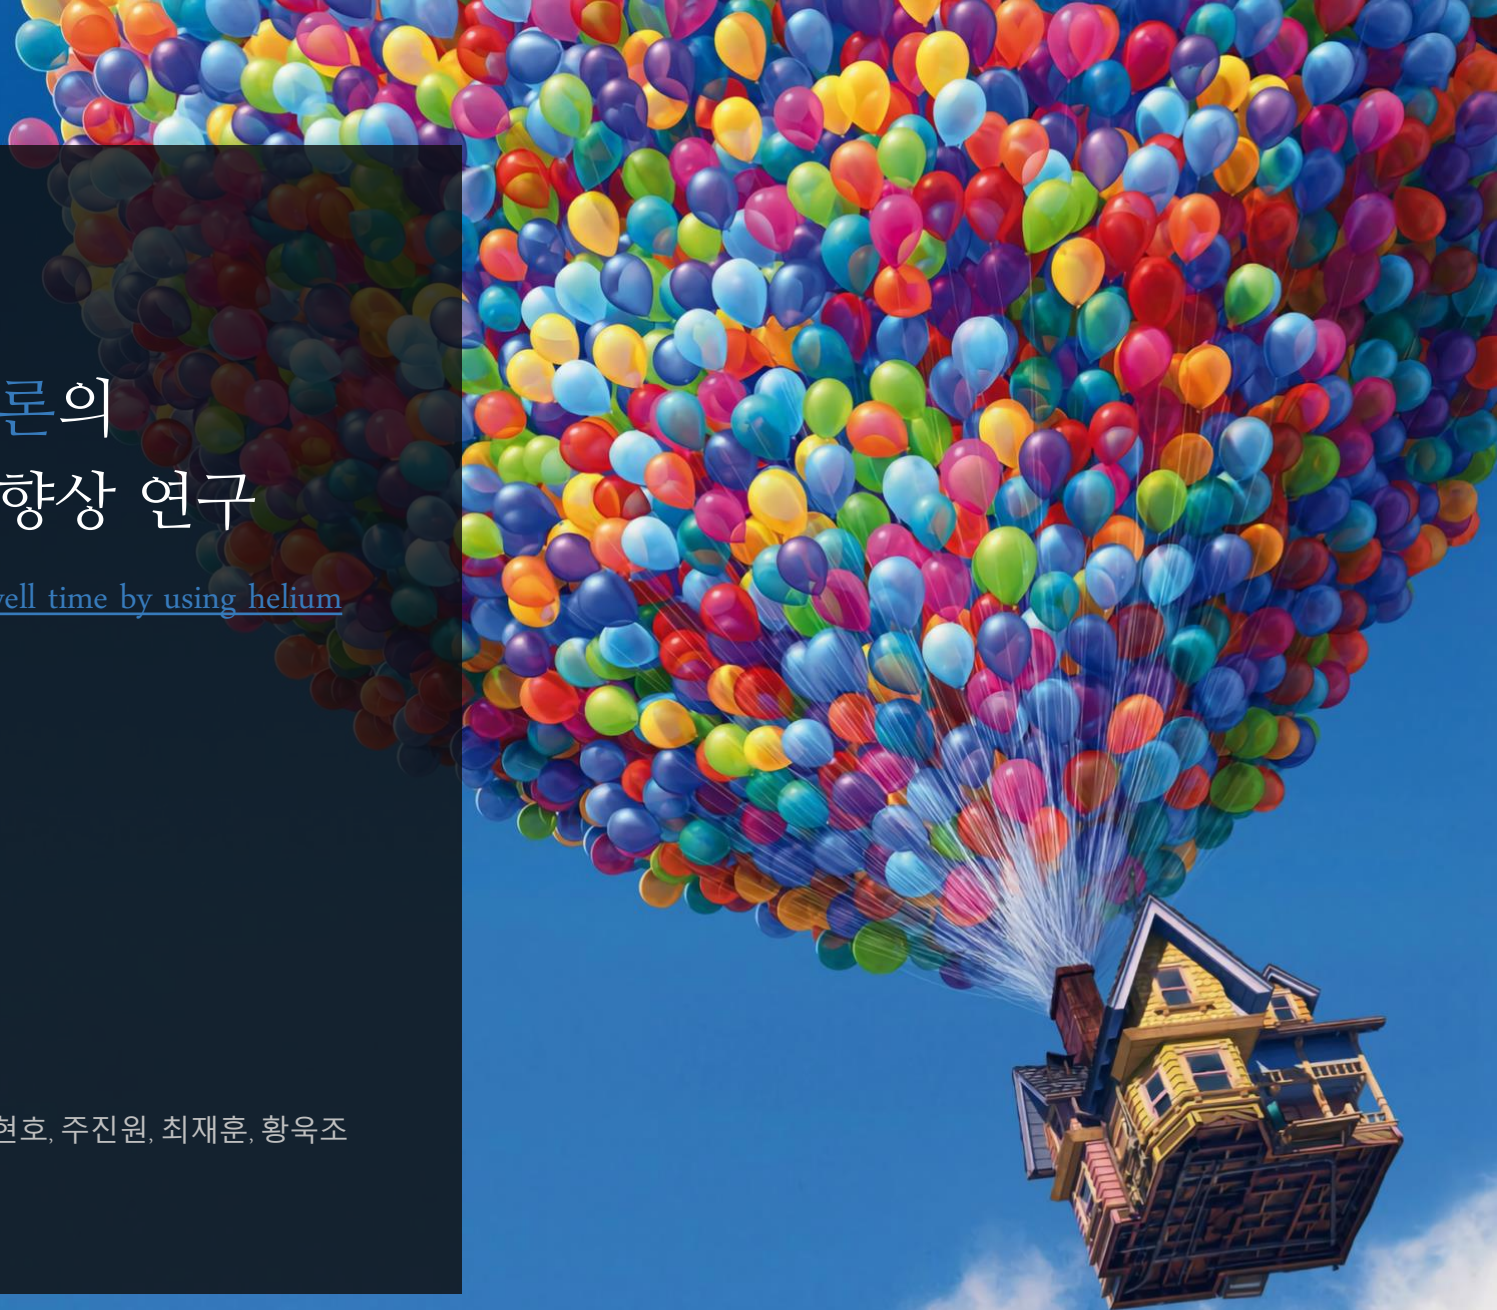 론의
향상 연구
well time by using helium
현호, 주진원, 최재훈, 황욱조